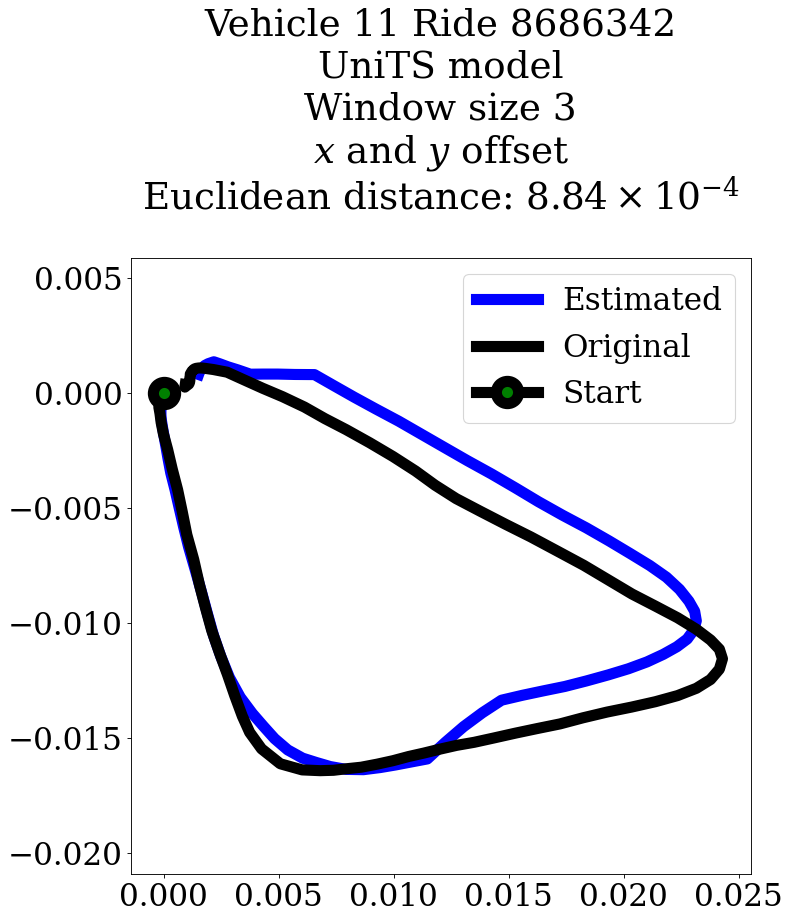 Vehicle 11 Ride 8686342
UniTS model
Window size 3
x and y offset
Euclidean distance: 8.84 × 10⁻⁴
Estimated
Original
Start
0.005
0.000
−0.005
−0.010
−0.015
−0.020
0.000 0.005 0.010 0.015 0.020 0.025